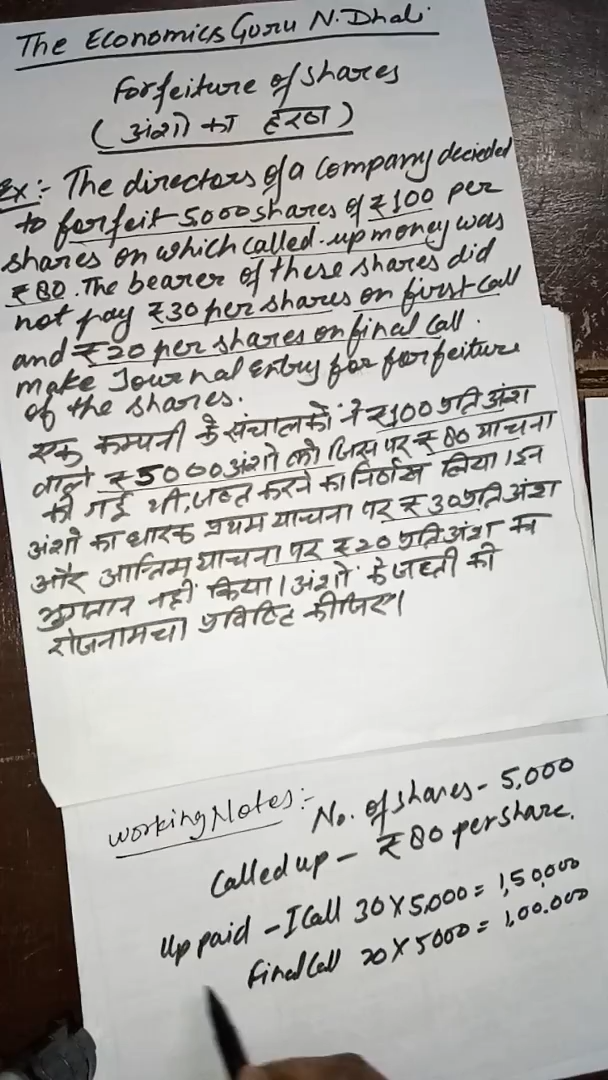 The Economics Guru N. Dhali
Forfeiture of shares
(अंशो का हरण)
Ex:- The directors of a company decided
to forfeit 5,000 shares of ₹100 per
shares on which called-up money was
₹80. The bearer of these shares did
not pay ₹30 per shares on first call
and ₹20 per shares on final call.
make Journal Entry for forfeiture
of the shares.
एक कम्पनी के संचालकों ने ₹100 प्रति अंश
वाले ₹5000 अंशो को जिस पर ₹80 याचना
की गई थी, जब्त करने का निर्णय लिया। इन
अंशो का धारक प्रथम याचना पर ₹30 प्रति अंश
और अन्तिम याचना पर ₹20 प्रति अंश का
भुगतान नहीं किया। अंशों के जब्ती की
रोजनामचा प्रविष्टि कीजिए।
Working Notes:-
No. of shares - 5,000
Called up - ₹80 per share.
Up paid - I Call 30 X 5,000 = 1,50,000
Final Call 20 X 5000 = 1,00,000